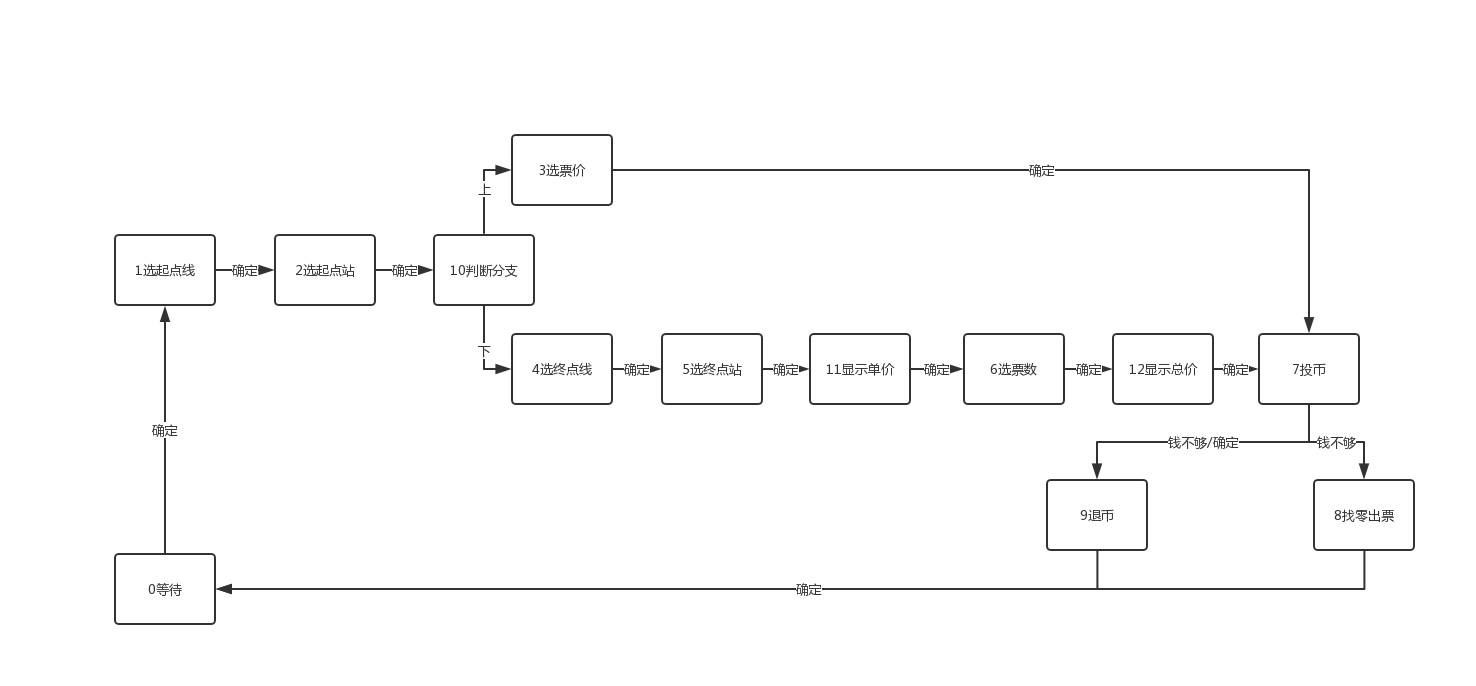 3选票价
确定
上
1选起点线
确定
2选起点站
确定
10判断分支
下
4选终点线
确定
5选终点站
确定
11显示单价
确定
6选票数
确定
12显示总价
确定
7投币
确定
钱不够/确定
钱不够
9退币
8找零出票
0等待
确定